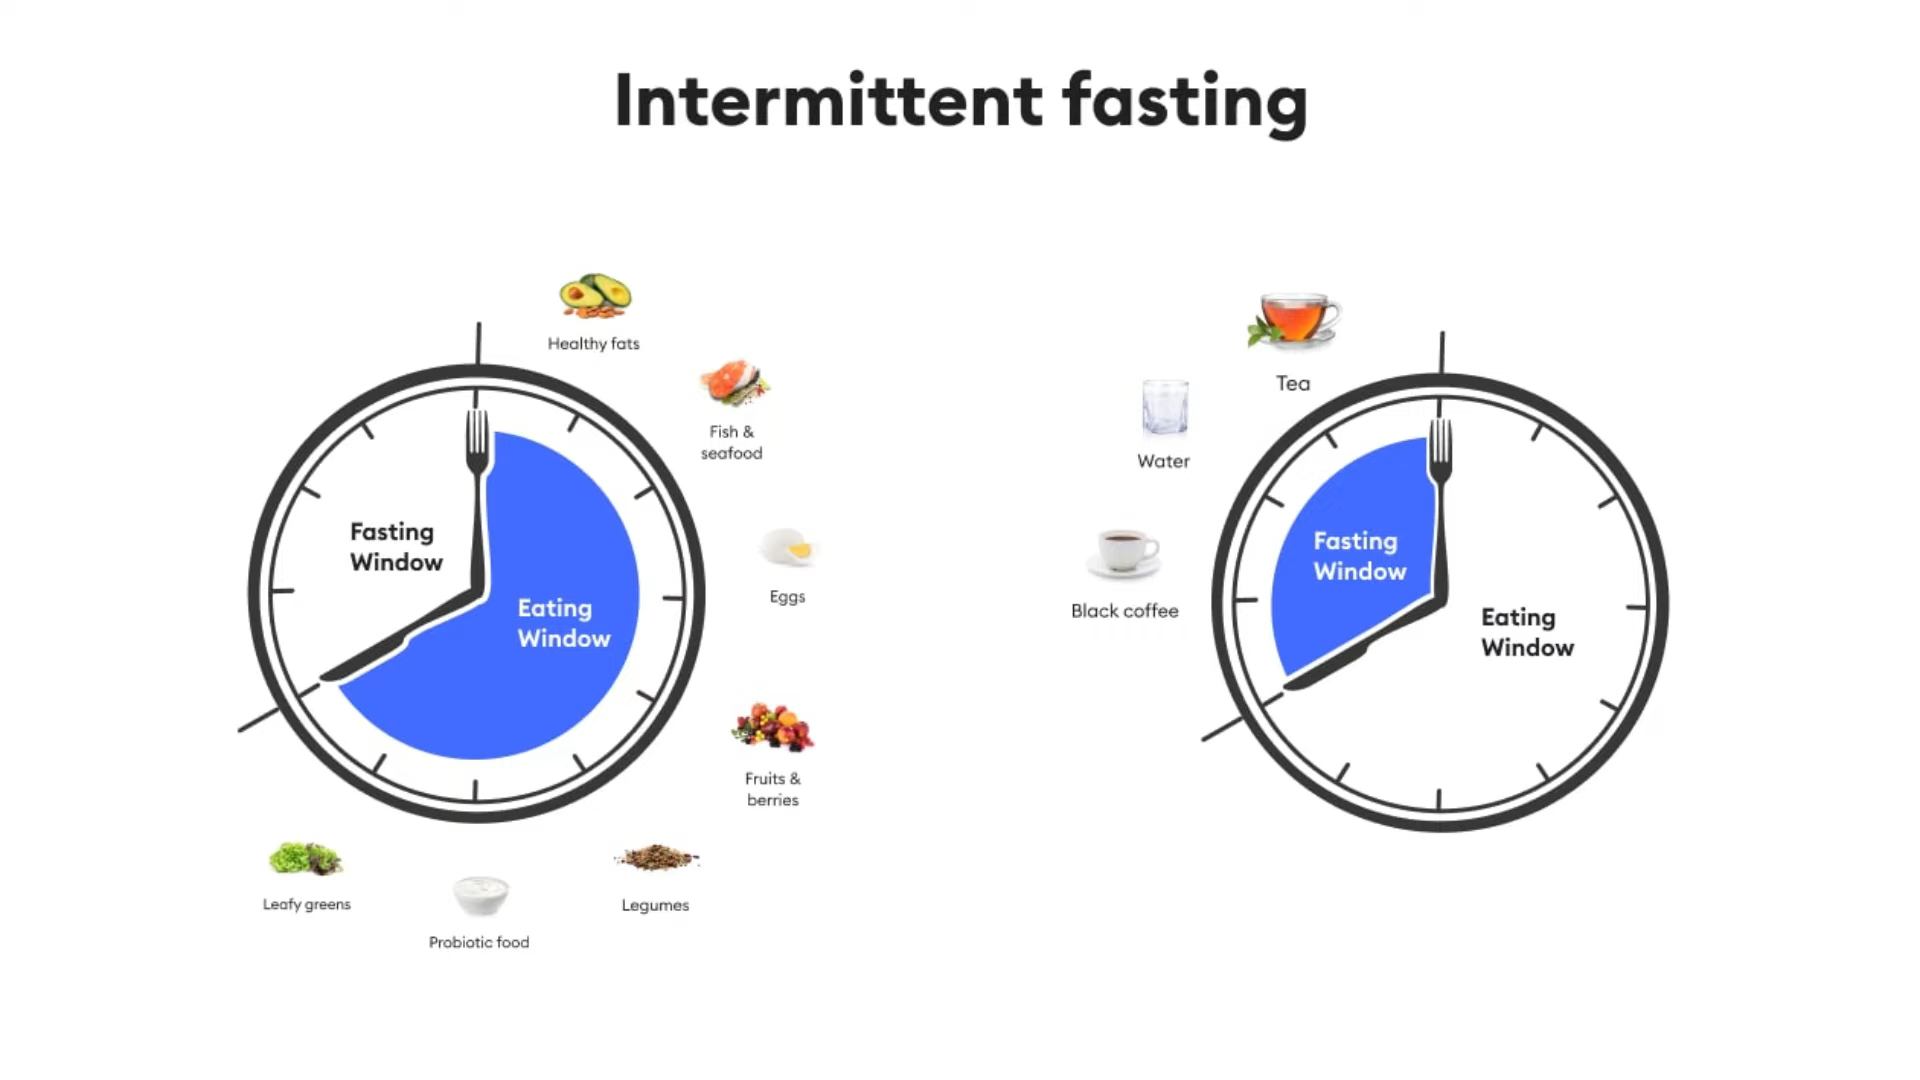 Intermittent fasting
Healthy fats
Fish &
seafood
Fasting
Window
Eating
Window
Eggs
Fruits &
berries
Leafy greens
Probiotic food
Legumes
Tea
Water
Black coffee
Fasting
Window
Eating
Window